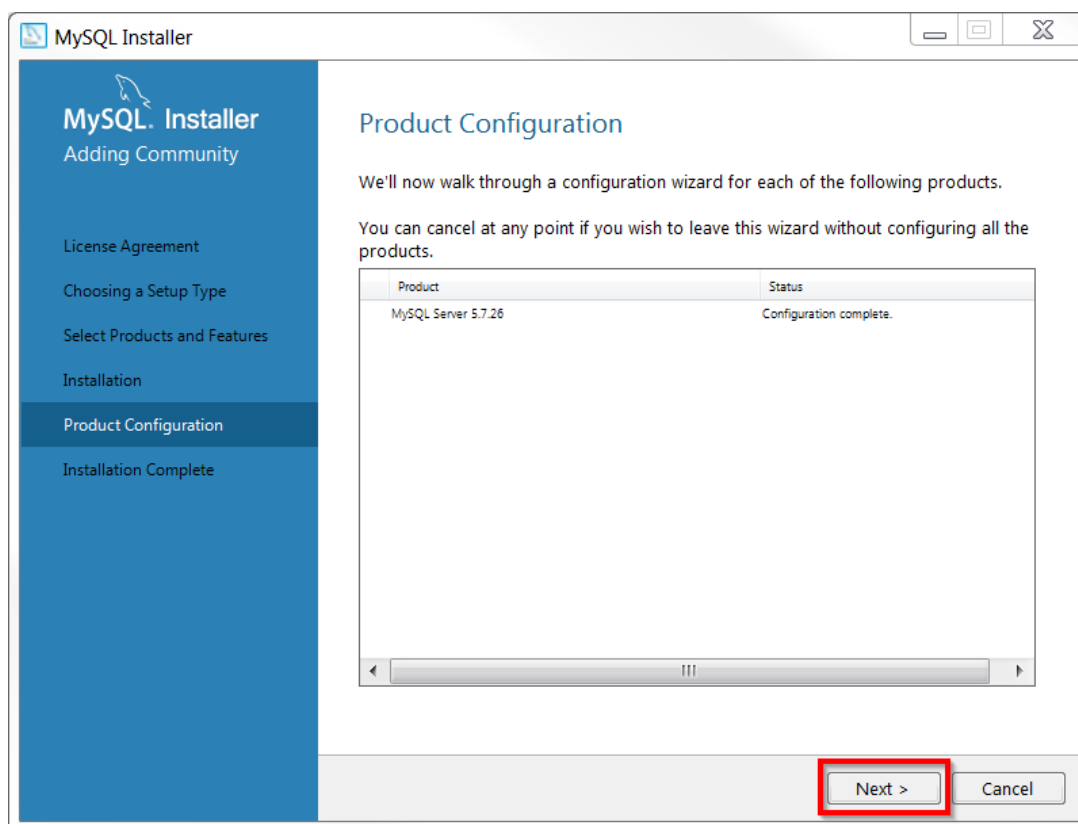 MySQL Installer
MySQL. Installer
Adding Community
License Agreement
Choosing a Setup Type
Select Products and Features
Installation
Product Configuration
Installation Complete
Product Configuration
We'll now walk through a configuration wizard for each of the following products.
You can cancel at any point if you wish to leave this wizard without configuring all the
products.
Product Status
MySQL Server 5.7.26 Configuration complete.
Next > Cancel